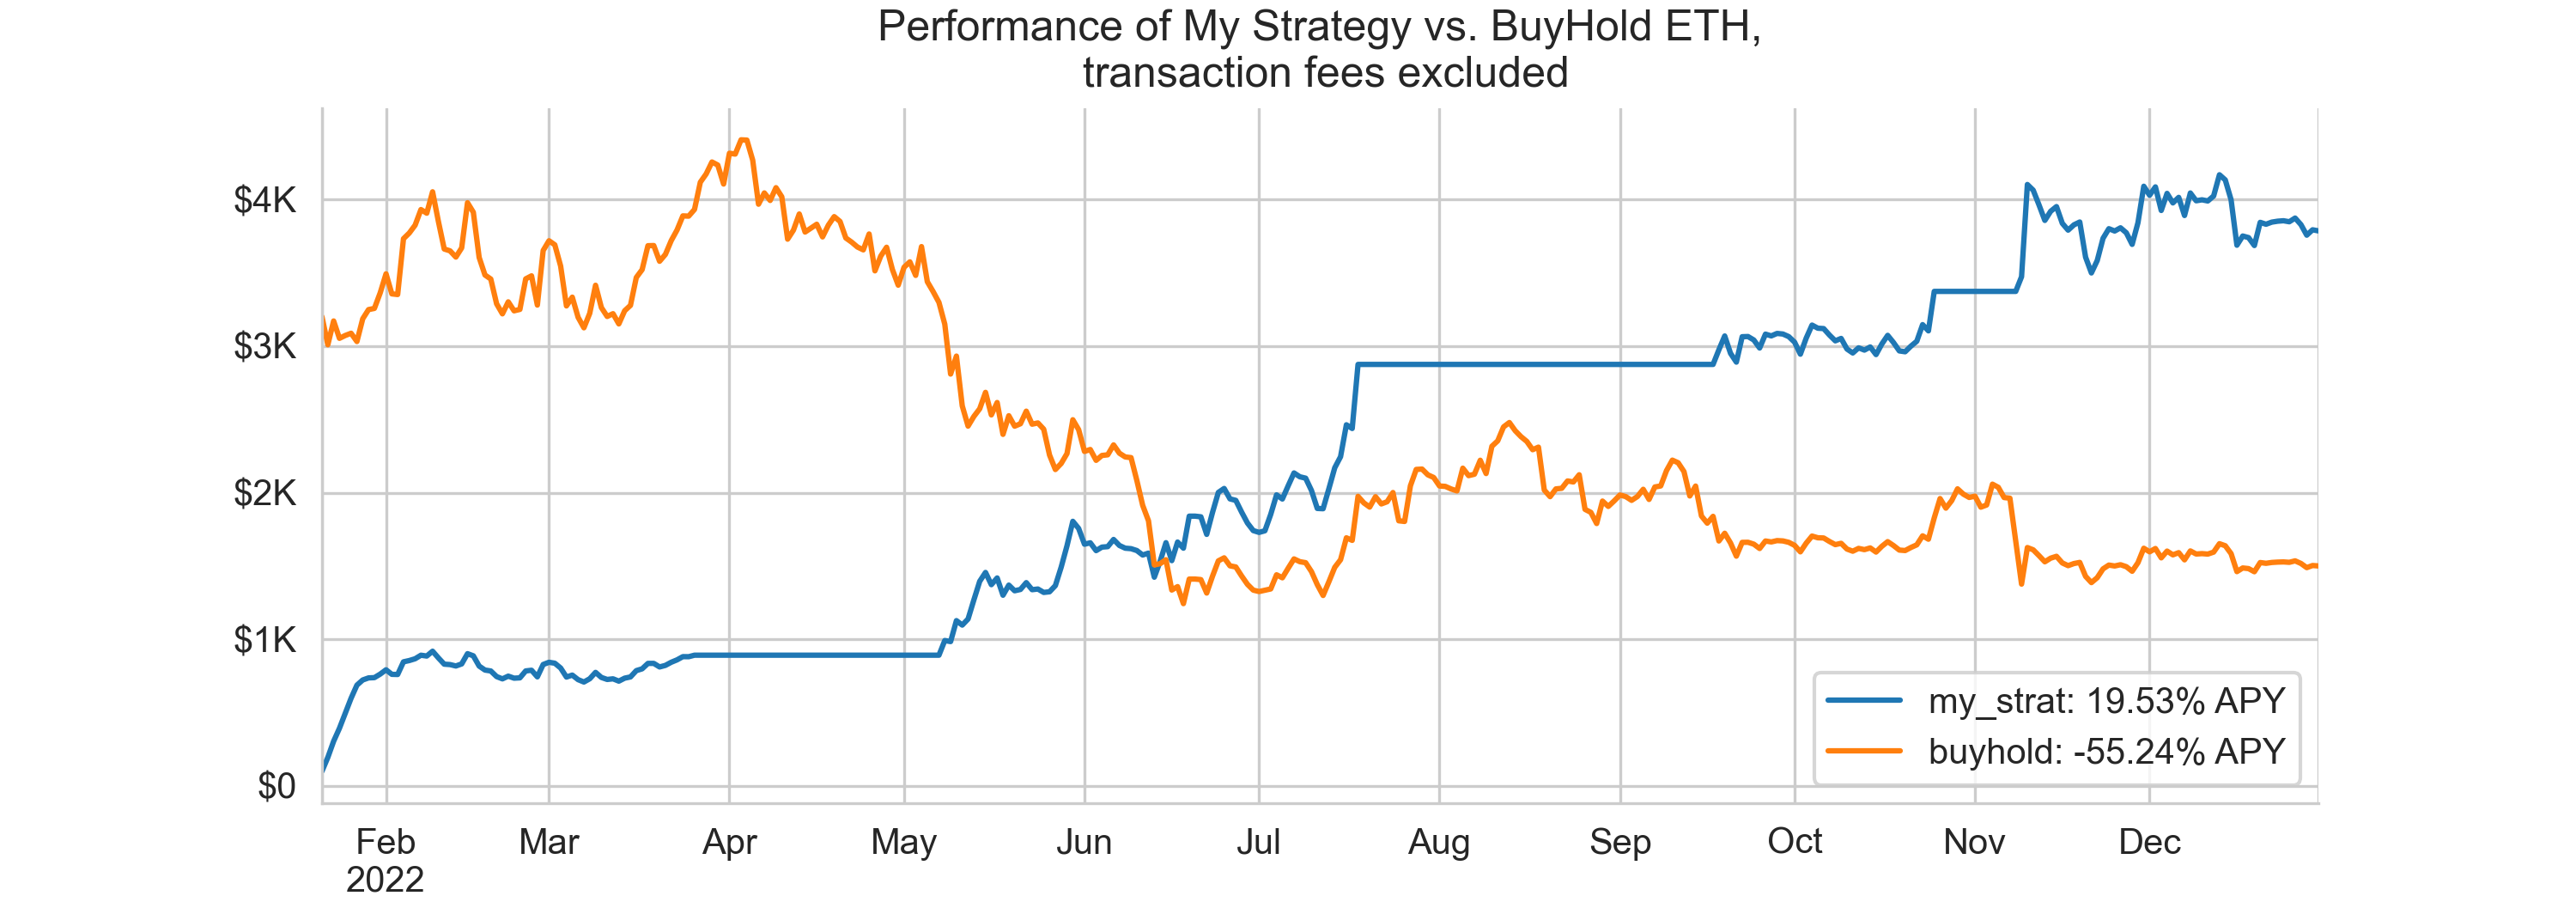 Performance of My Strategy vs. BuyHold ETH,
transaction fees excluded
$4K
$3K
$2K
$1K
$0
Feb
2022
Mar
Apr
May
Jun
Jul
Aug
Sep
Oct
Nov
Dec
my_strat: 19.53% APY
buyhold: -55.24% APY